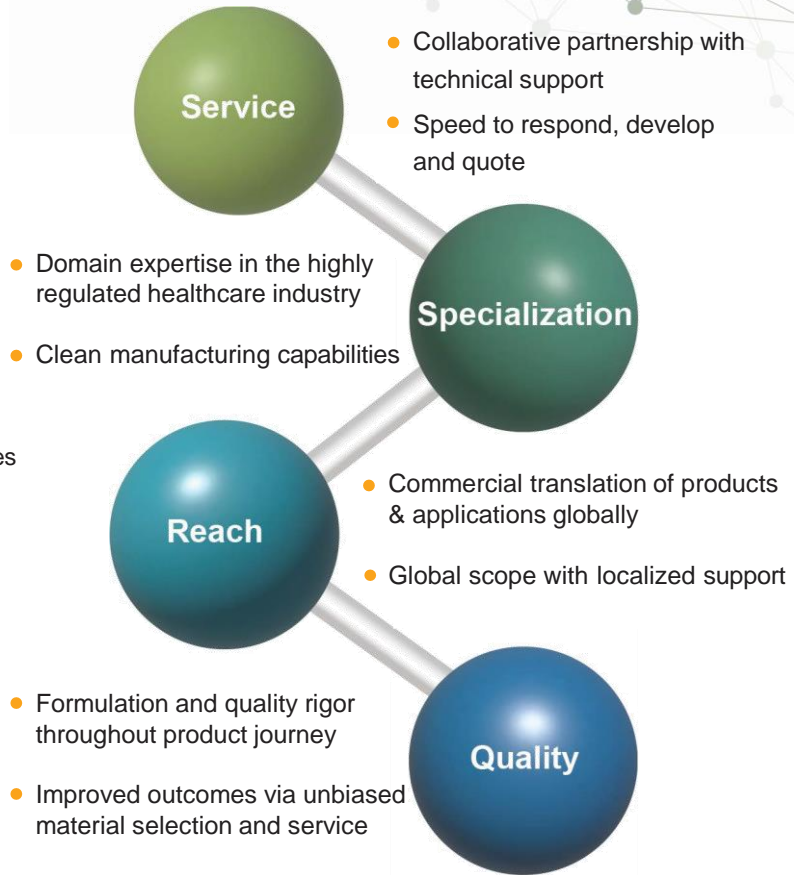 Service
Collaborative partnership with
technical support
Speed to respond, develop
and quote
Domain expertise in the highly
regulated healthcare industry
Clean manufacturing capabilities
Specialization
es
Reach
Commercial translation of products
& applications globally
Global scope with localized support
Formulation and quality rigor
throughout product journey
Improved outcomes via unbiased
material selection and service
Quality